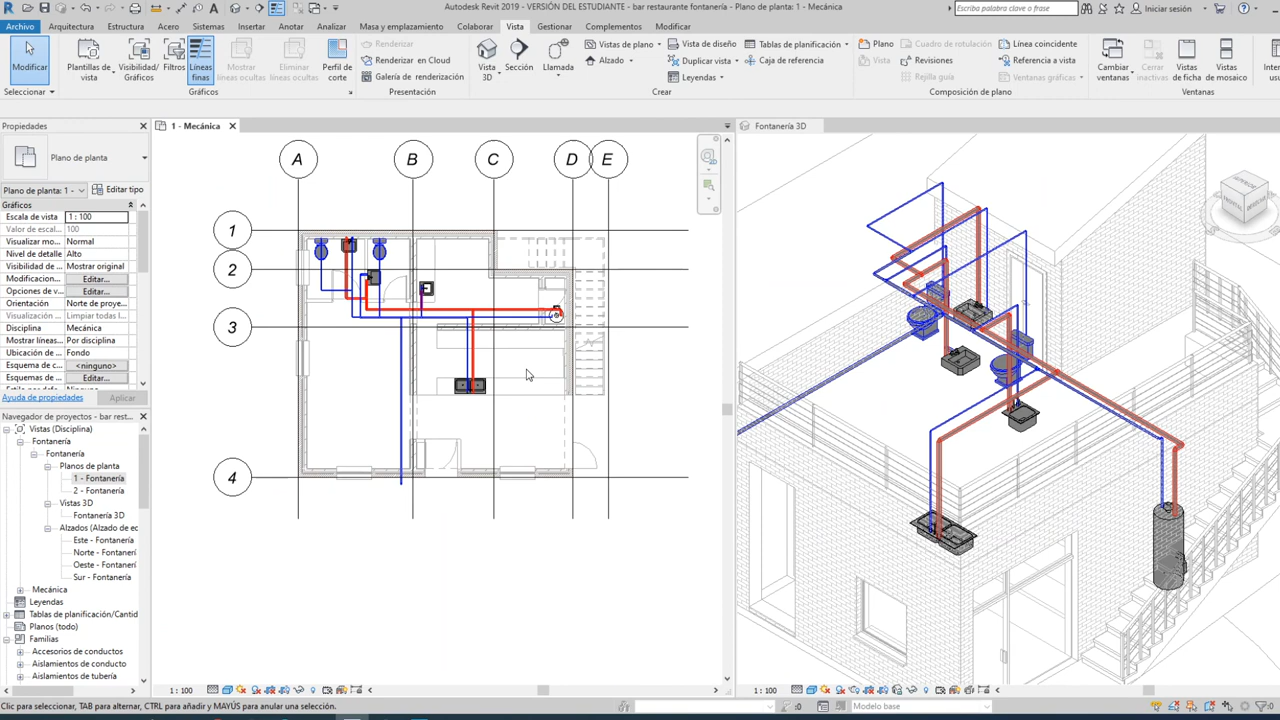 Autodesk Revit 2019 - VERSIÓN DEL ESTUDIANTE - bar restaurante fontanería - Plano de planta: 1 - Mecánica
Escriba palabra clave o frase
Iniciar sesión
Archivo Arquitectura Estructura Acero Sistemas Insertar Anotar Analizar Masa y emplazamiento Colaborar Vista Gestionar Complementos Modificar
Modificar
Plantillas de vista
Visibilidad/ Gráficos
Filtros
Líneas finas
Mostrar líneas ocultas
Eliminar líneas ocultas
Perfil de corte
Renderizar
Renderizar en Cloud
Galería de renderización
Vista 3D
Sección
Llamada
Vistas de plano
Alzado
Vista de diseño
Duplicar vista
Leyendas
Tablas de planificación
Caja de referencia
Plano
Vista
Cuadro de rotulación
Revisiones
Rejilla guía
Línea coincidente
Referencia a vista
Ventanas gráficas
Cambiar ventanas
Cerrar inactivas
Vistas de ficha
Vistas de mosaico
Seleccionar
Gráficos
Presentación
Crear
Composición de plano
Ventanas
Propiedades
Plano de planta
Plano de planta: 1 -
Editar tipo
Gráficos
Escala de vista 1 : 100
Valor de escal... 100
Visualizar mo... Normal
Nivel de detalle Alto
Visibilidad de ... Mostrar original
Modificacion... Editar...
Opciones de v... Editar...
Orientación Norte de proye...
Visualización ... Limpiar todas l...
Disciplina Mecánica
Mostrar líneas... Por disciplina
Ubicación de ... Fondo
Esquema de c... <ninguno>
Esquemas de ... Editar...
Ayuda de propiedades
Aplicar
Navegador de proyectos - bar rest...
Vistas (Disciplina)
Fontanería
Fontanería
Planos de planta
1 - Fontanería
2 - Fontanería
Vistas 3D
Fontanería 3D
Alzados (Alzado de ec
Este - Fontanerí
Norte - Fontanerí
Oeste - Fontanerí
Sur - Fontanería
Mecánica
Leyendas
Tablas de planificación/Cantid
Planos (todo)
Familias
Accesorios de conductos
Aislamientos de conducto
Aislamientos de tubería
1 - Mecánica
A B C D E
1
2
3
4
Fontanería 3D
1 : 100
1 : 100
Clic para seleccionar, TAB para alternar, CTRL para añadir y MAYÚS para anular una selección.
:0
Modelo base
:0